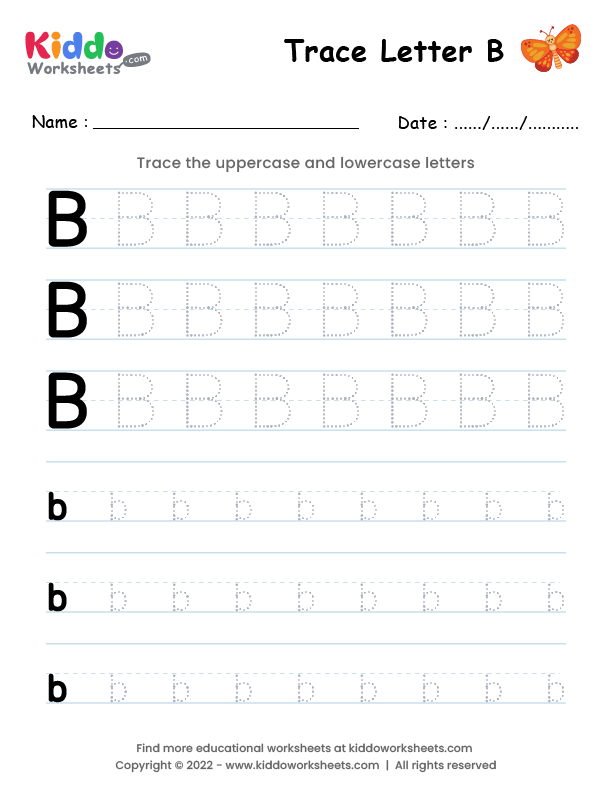 Kiddo
Worksheets.com
Trace Letter B
Name :
Date : ....../....../...........
Trace the uppercase and lowercase letters
B B B B B B B B
B B B B B B B B
B B B B B B B B
b b b b b b b b b
b b b b b b b b b
b b b b b b b b b
Find more educational worksheets at kiddoworksheets.com
Copyright © 2022 - www.kiddoworksheets.com | All rights reserved